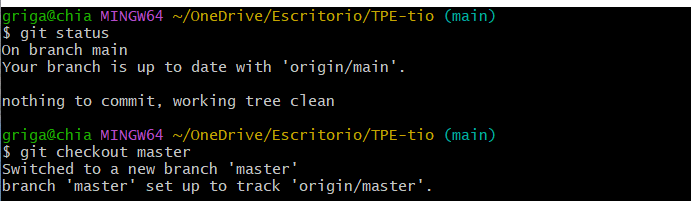 griga@chia MINGW64 ~/OneDrive/Escritorio/TPE-tio (main)
$ git status
On branch main
Your branch is up to date with 'origin/main'.
nothing to commit, working tree clean
griga@chia MINGW64 ~/OneDrive/Escritorio/TPE-tio (main)
$ git checkout master
Switched to a new branch 'master'
branch 'master' set up to track 'origin/master'.